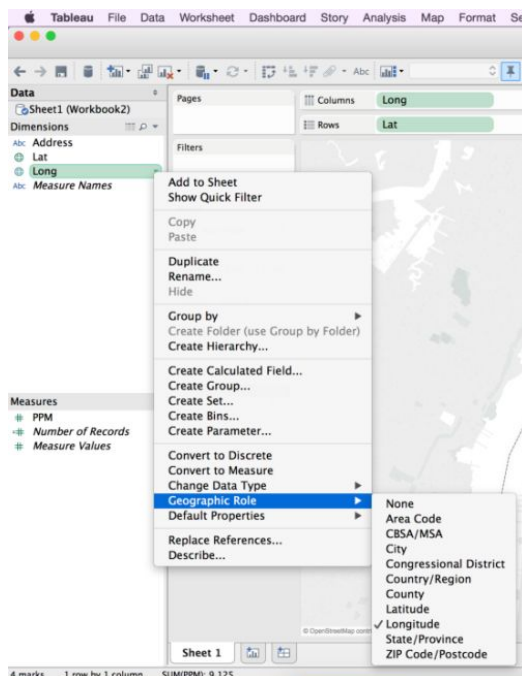 Tableau File Data Worksheet Dashboard Story Analysis Map Format Se
Abc
Data
Pages
Columns Long
Sheet1 (Workbook2)
Rows Lat
Dimensions
Filters
Abc Address
Lat
Long
Abc Measure Names
Add to Sheet
Show Quick Filter
Copy
Paste
Duplicate
Rename...
Hide
Group by
Create Folder (use Group by Folder)
Create Hierarchy...
Create Calculated Field...
Create Group...
Create Set...
Create Bins...
Create Parameter...
Convert to Discrete
Convert to Measure
Change Data Type
Geographic Role
Default Properties
Replace References...
Describe...
Measures
# PPM
Number of Records
# Measure Values
None
Area Code
CBSA/MSA
City
Congressional District
Country/Region
County
Latitude
✓ Longitude
State/Province
ZIP Code/Postcode
© OpenStreetMap
Sheet 1
4 marks 1 row by 1 column SUM(PPM): 9.125